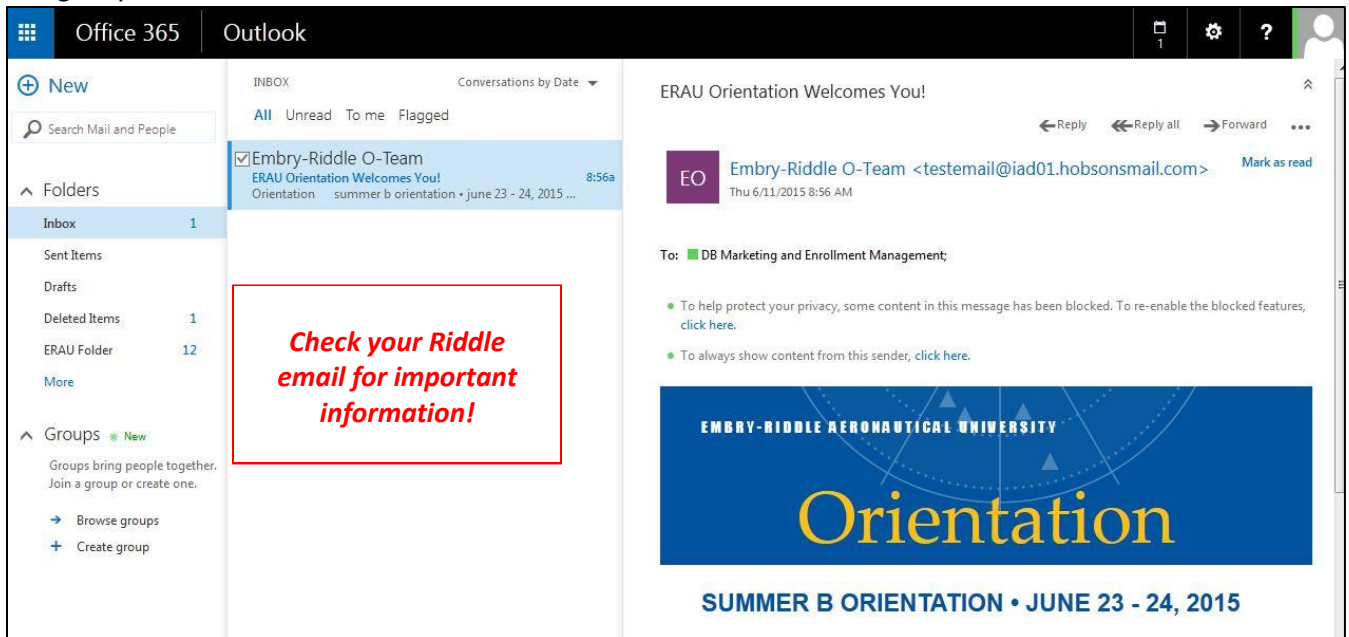 Office 365
Outlook
1
?
New
Search Mail and People
Folders
Inbox 1
Sent Items
Drafts
Deleted Items 1
ERAU Folder 12
More
Groups New
Groups bring people together.
Join a group or create one.
Browse groups
Create group
INBOX Conversations by Date
All Unread To me Flagged
Embry-Riddle O-Team
ERAU Orientation Welcomes You! 8:56a
Orientation summer b orientation • june 23 - 24, 2015 ...
Check your Riddle
email for important
information!
ERAU Orientation Welcomes You!
Reply Reply all Forward ...
EO
Embry-Riddle O-Team <testemail@iad01.hobsonsmail.com> Mark as read
Thu 6/11/2015 8:56 AM
To: DB Marketing and Enrollment Management;
• To help protect your privacy, some content in this message has been blocked. To re-enable the blocked features,
click here.
• To always show content from this sender, click here.
EMBRY-RIDDLE AERONAUTICAL UNIVERSITY
Orientation
SUMMER B ORIENTATION • JUNE 23 - 24, 2015